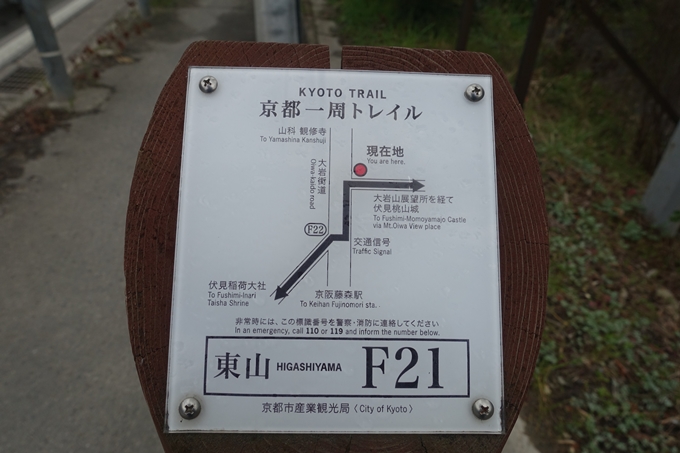 KYOTO TRAIL
京都一周トレイル
山科 観修寺
To Yamashina Kanshuji
現在地
You are here.
大岩街道
Oiwa-kaido road
大岩山展望所を経て
伏見桃山城
To Fushimi-Momoyamajo Castle
via Mt.Oiwa View place
F22
交通信号
Traffic Signal
伏見稲荷大社
To Fushimi-Inari
Taisha Shrine
京阪藤森駅
To Keihan Fujinomori sta.
非常時には、この標識番号を警察・消防に連絡してください
In an emergency, call 110 or 119 and inform the number below.
東山 HIGASHIYAMA F21
京都市産業観光局〈City of Kyoto〉